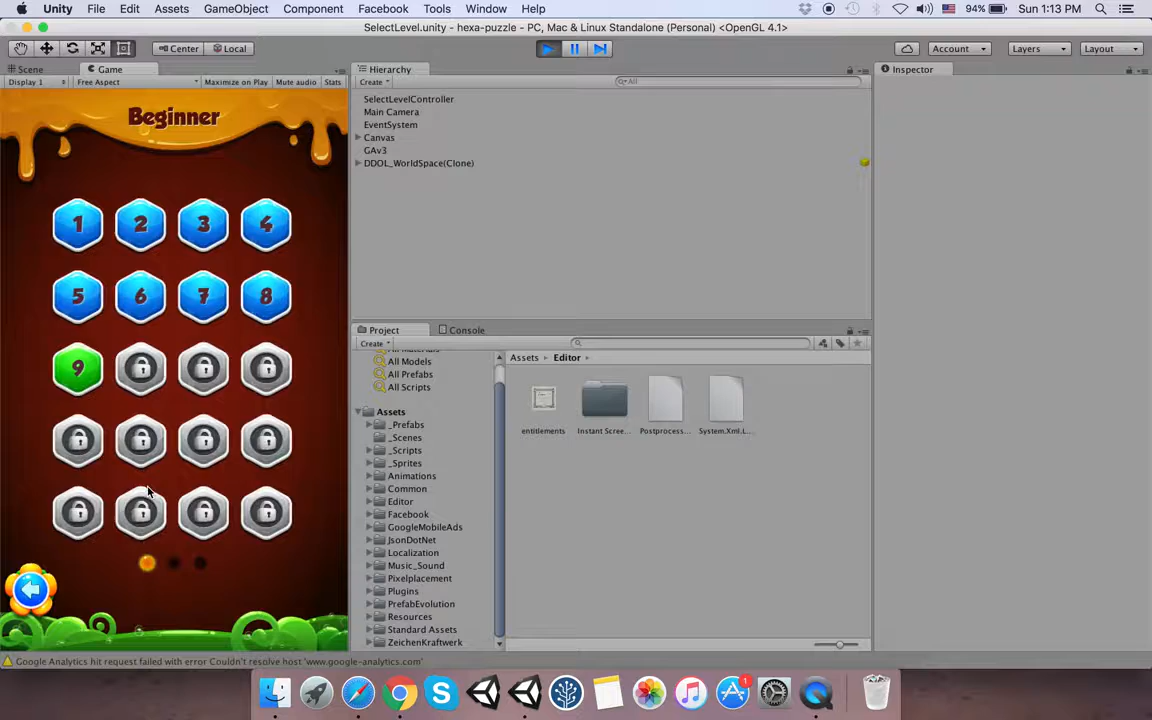 Unity File Edit Assets GameObject Component Facebook Tools Window Help 94% Sun 1:13 PM
SelectLevel.unity - hexa-puzzle - PC, Mac & Linux Standalone (Personal) <OpenGL 4.1>
Center Local Account Layers Layout
Scene Game Hierarchy Inspector
Display 1 Free Aspect Maximize on Play Mute audio Stats Create All
SelectLevelController
Main Camera
EventSystem
Canvas
GAv3
DDOL_WorldSpace(Clone)
Beginner
1 2 3 4
5 6 7 8
9
Project Console
Create
All Models
All Prefabs
All Scripts
Assets
_Prefabs
_Scenes
_Scripts
_Sprites
Animations
Common
Editor
Facebook
GoogleMobileAds
JsonDotNet
Localization
Music_Sound
Pixelplacement
Plugins
PrefabEvolution
Resources
Standard Assets
ZeichenKraftwerk
Assets Editor
entitlements Instant Scree... Postprocess... System.Xml.L...
Google Analytics hit request failed with error Couldn't resolve host 'www.google-analytics.com'
1